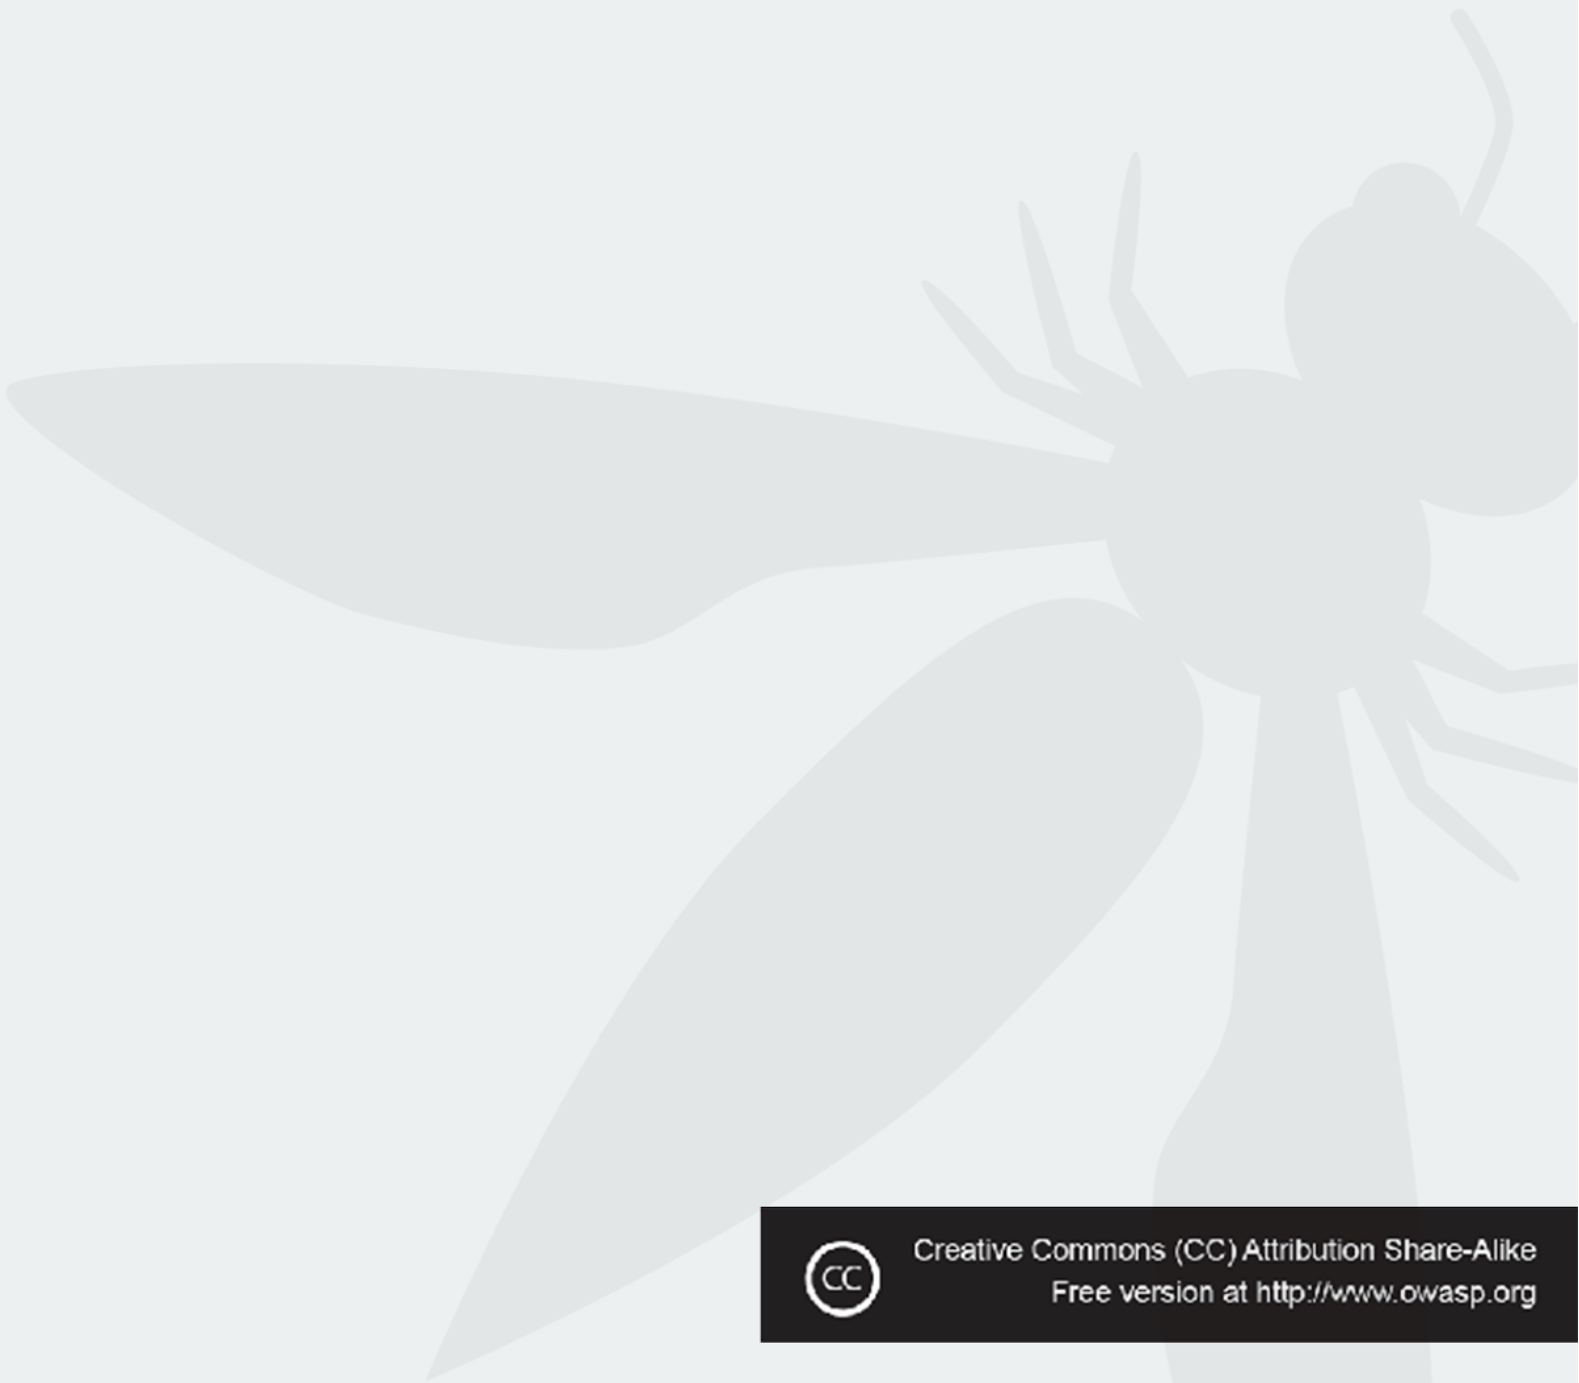 CC
Creative Commons (CC) Attribution Share-Alike
Free version at http://www.owasp.org